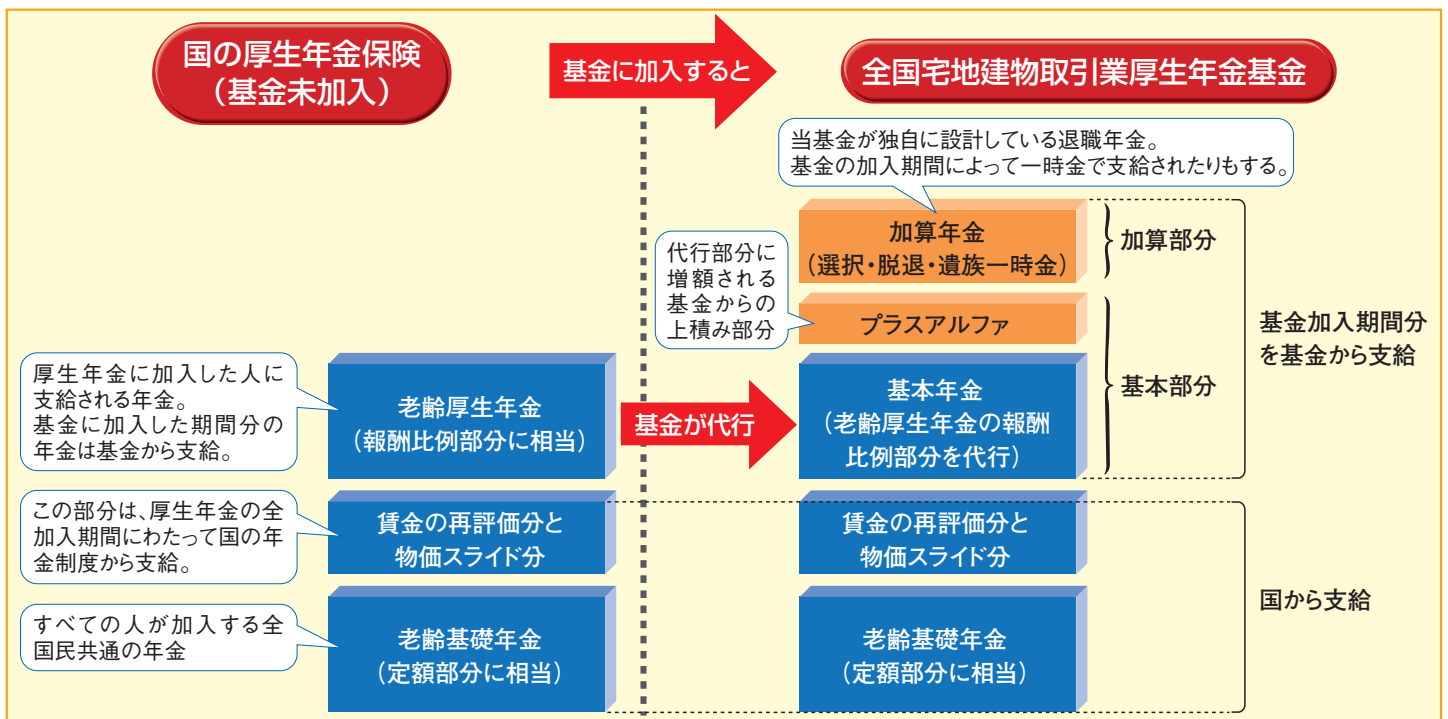 国の厚生年金保険
（基金未加入）
基金に加入すると
全国宅地建物取引業厚生年金基金
当基金が独自に設計している退職年金。
基金の加入期間によって一時金で支給されたりもする。
加算年金
（選択・脱退・遺族一時金）
加算部分
代行部分に
増額される
基金からの
上積み部分
プラスアルファ
基金加入期間分
を基金から支給
厚生年金に加入した人に
支給される年金。
基金に加入した期間分の
年金は基金から支給。
老齢厚生年金
（報酬比例部分に相当）
基金が代行
基本年金
（老齢厚生年金の報酬
比例部分を代行）
基本部分
この部分は、厚生年金の全
加入期間にわたって国の年
金制度から支給。
賃金の再評価分と
物価スライド分
賃金の再評価分と
物価スライド分
国から支給
すべての人が加入する全
国民共通の年金
老齢基礎年金
（定額部分に相当）
老齢基礎年金
（定額部分に相当）